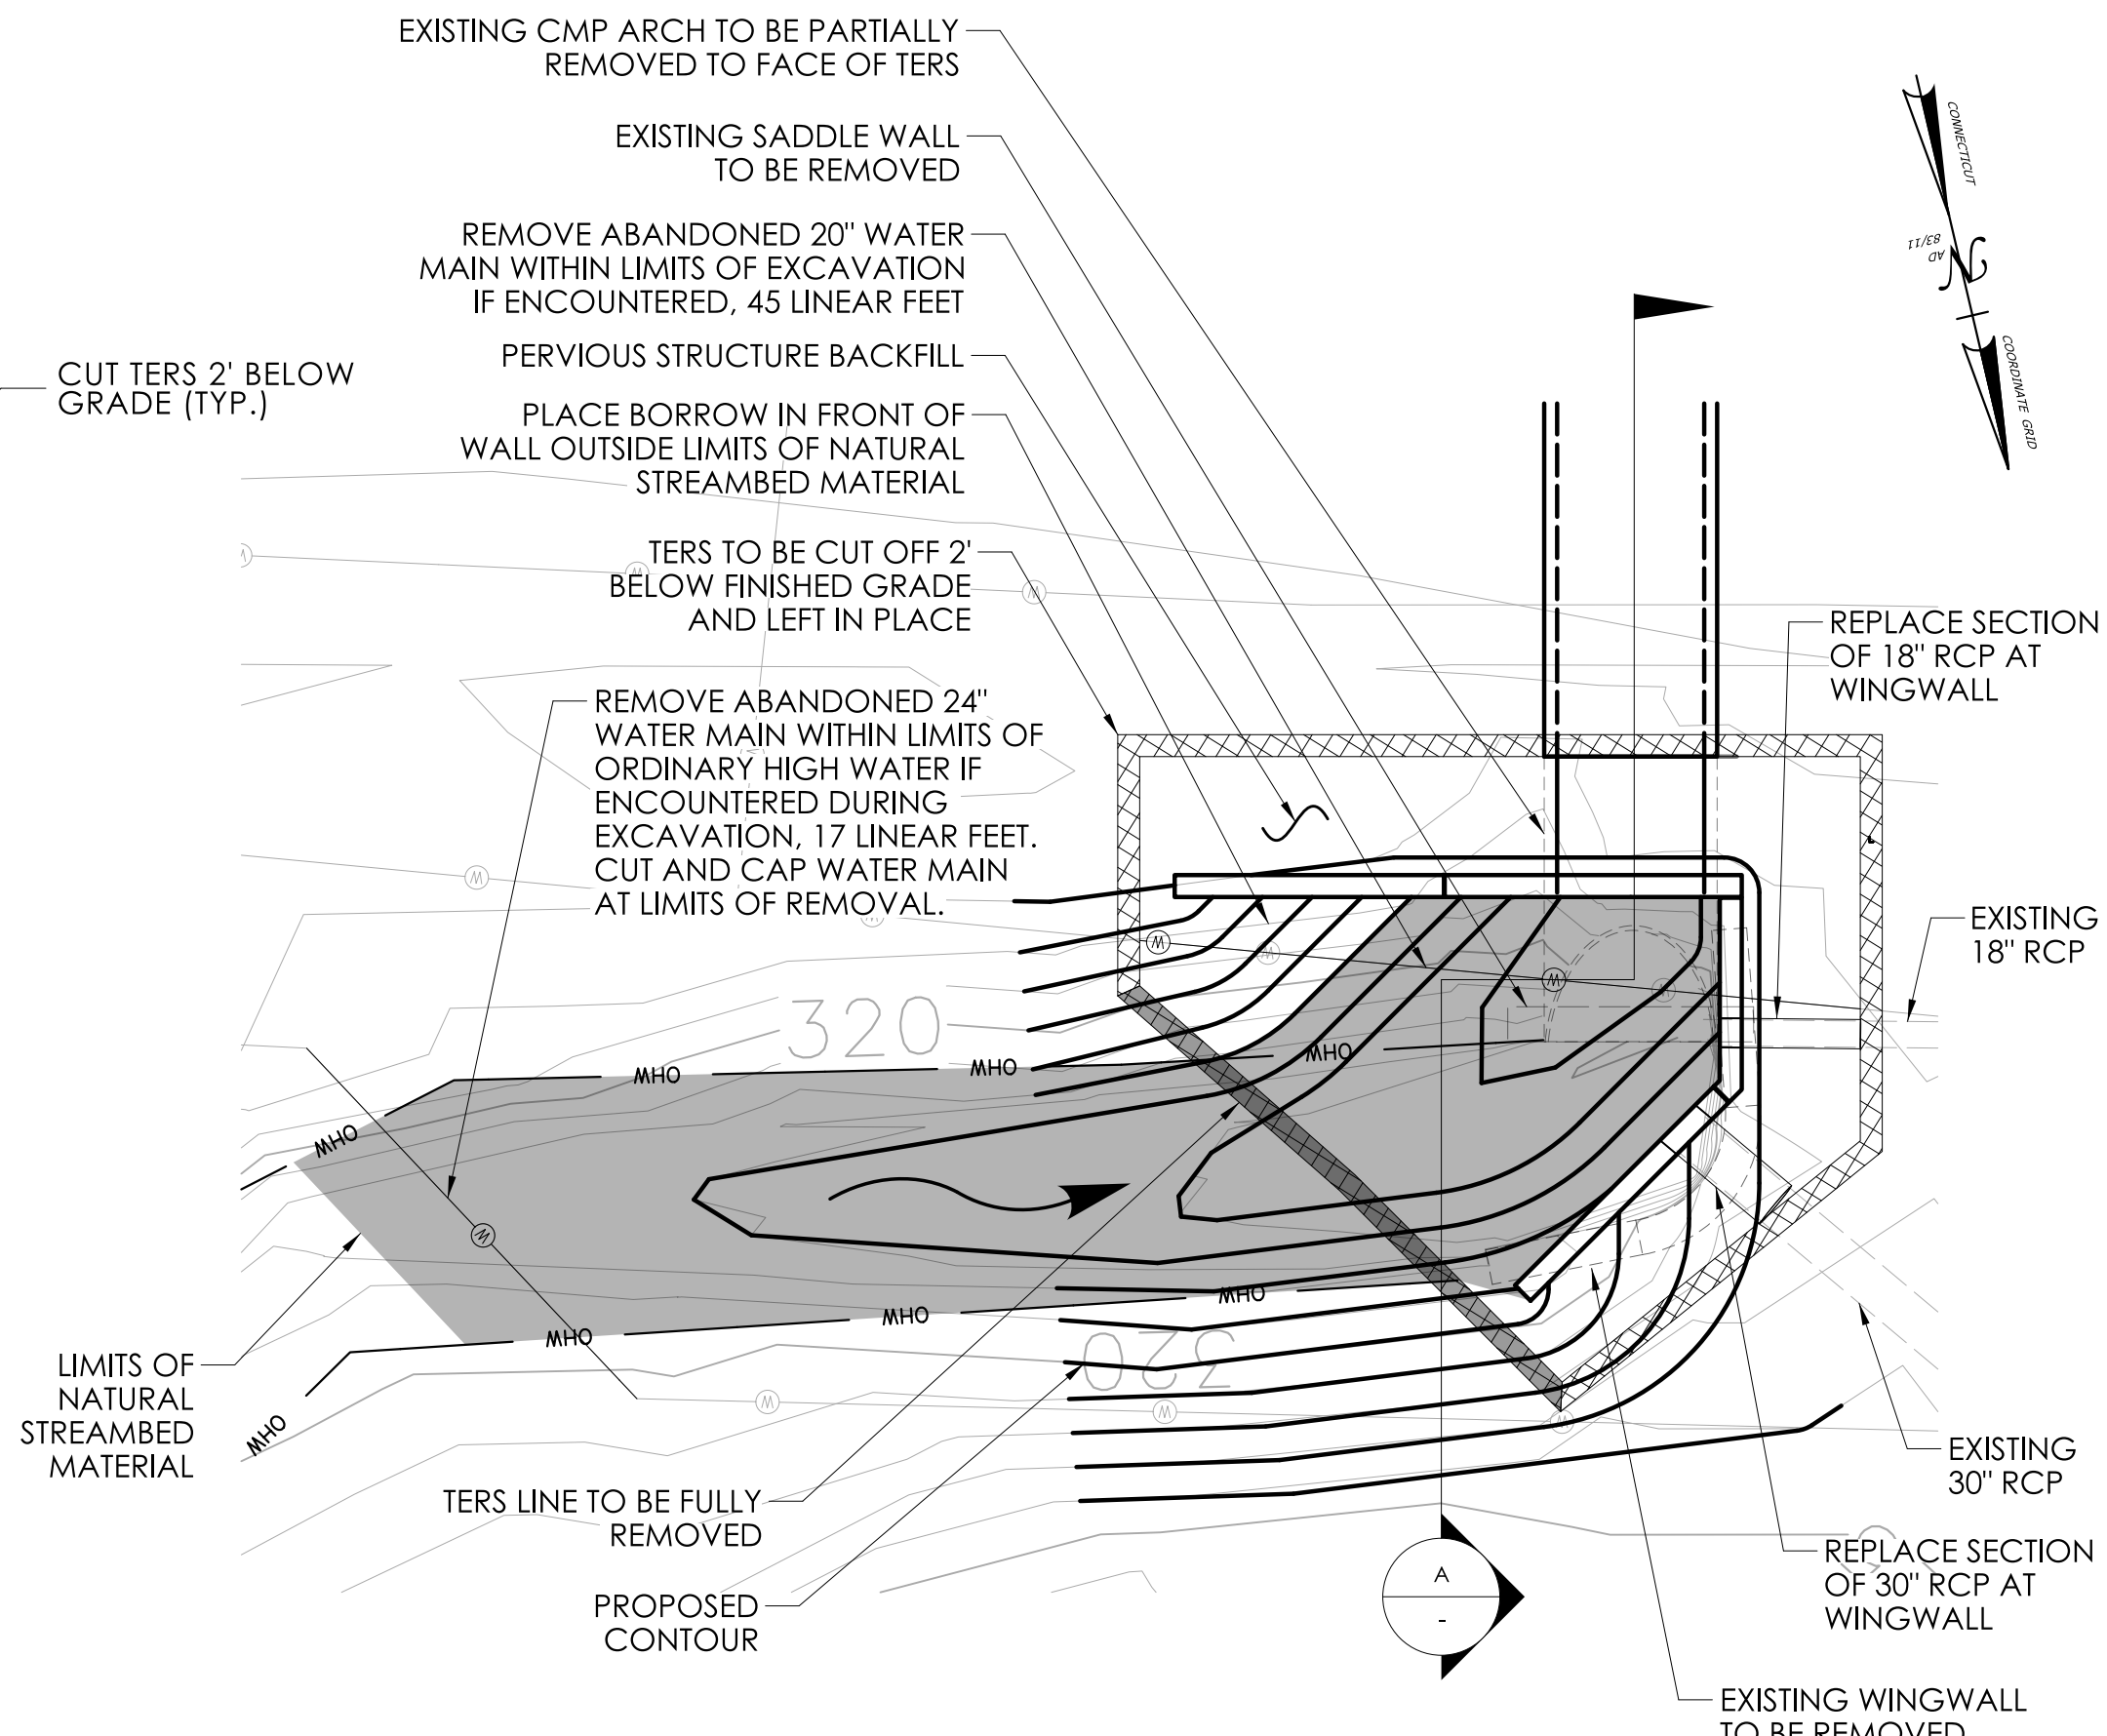 EXISTING CMP ARCH TO BE PARTIALLY
REMOVED TO FACE OF TERS
EXISTING SADDLE WALL
TO BE REMOVED
REMOVE ABANDONED 20" WATER
MAIN WITHIN LIMITS OF EXCAVATION
IF ENCOUNTERED, 45 LINEAR FEET
PERVIOUS STRUCTURE BACKFILL
CUT TERS 2' BELOW
GRADE (TYP.)
PLACE BORROW IN FRONT OF
WALL OUTSIDE LIMITS OF NATURAL
STREAMBED MATERIAL
TERS TO BE CUT OFF 2'
BELOW FINISHED GRADE
AND LEFT IN PLACE
REMOVE ABANDONED 24"
WATER MAIN WITHIN LIMITS OF
ORDINARY HIGH WATER IF
ENCOUNTERED DURING
EXCAVATION, 17 LINEAR FEET.
CUT AND CAP WATER MAIN
AT LIMITS OF REMOVAL.
CONNECTICUT
N
AD
83/11
COORDINATE GRID
REPLACE SECTION
OF 18" RCP AT
WINGWALL
EXISTING
18" RCP
W
W
W
W
W
W
W
W
W
W
320
OHW
OHW
OHW
OHW
W
OHW
OHW
OHW
OHW
320
W
W
W
LIMITS OF
NATURAL
STREAMBED
MATERIAL
TERS LINE TO BE FULLY
REMOVED
PROPOSED
CONTOUR
A
-
EXISTING
30" RCP
REPLACE SECTION
OF 30" RCP AT
WINGWALL
EXISTING WINGWALL
TO BE REMOVED